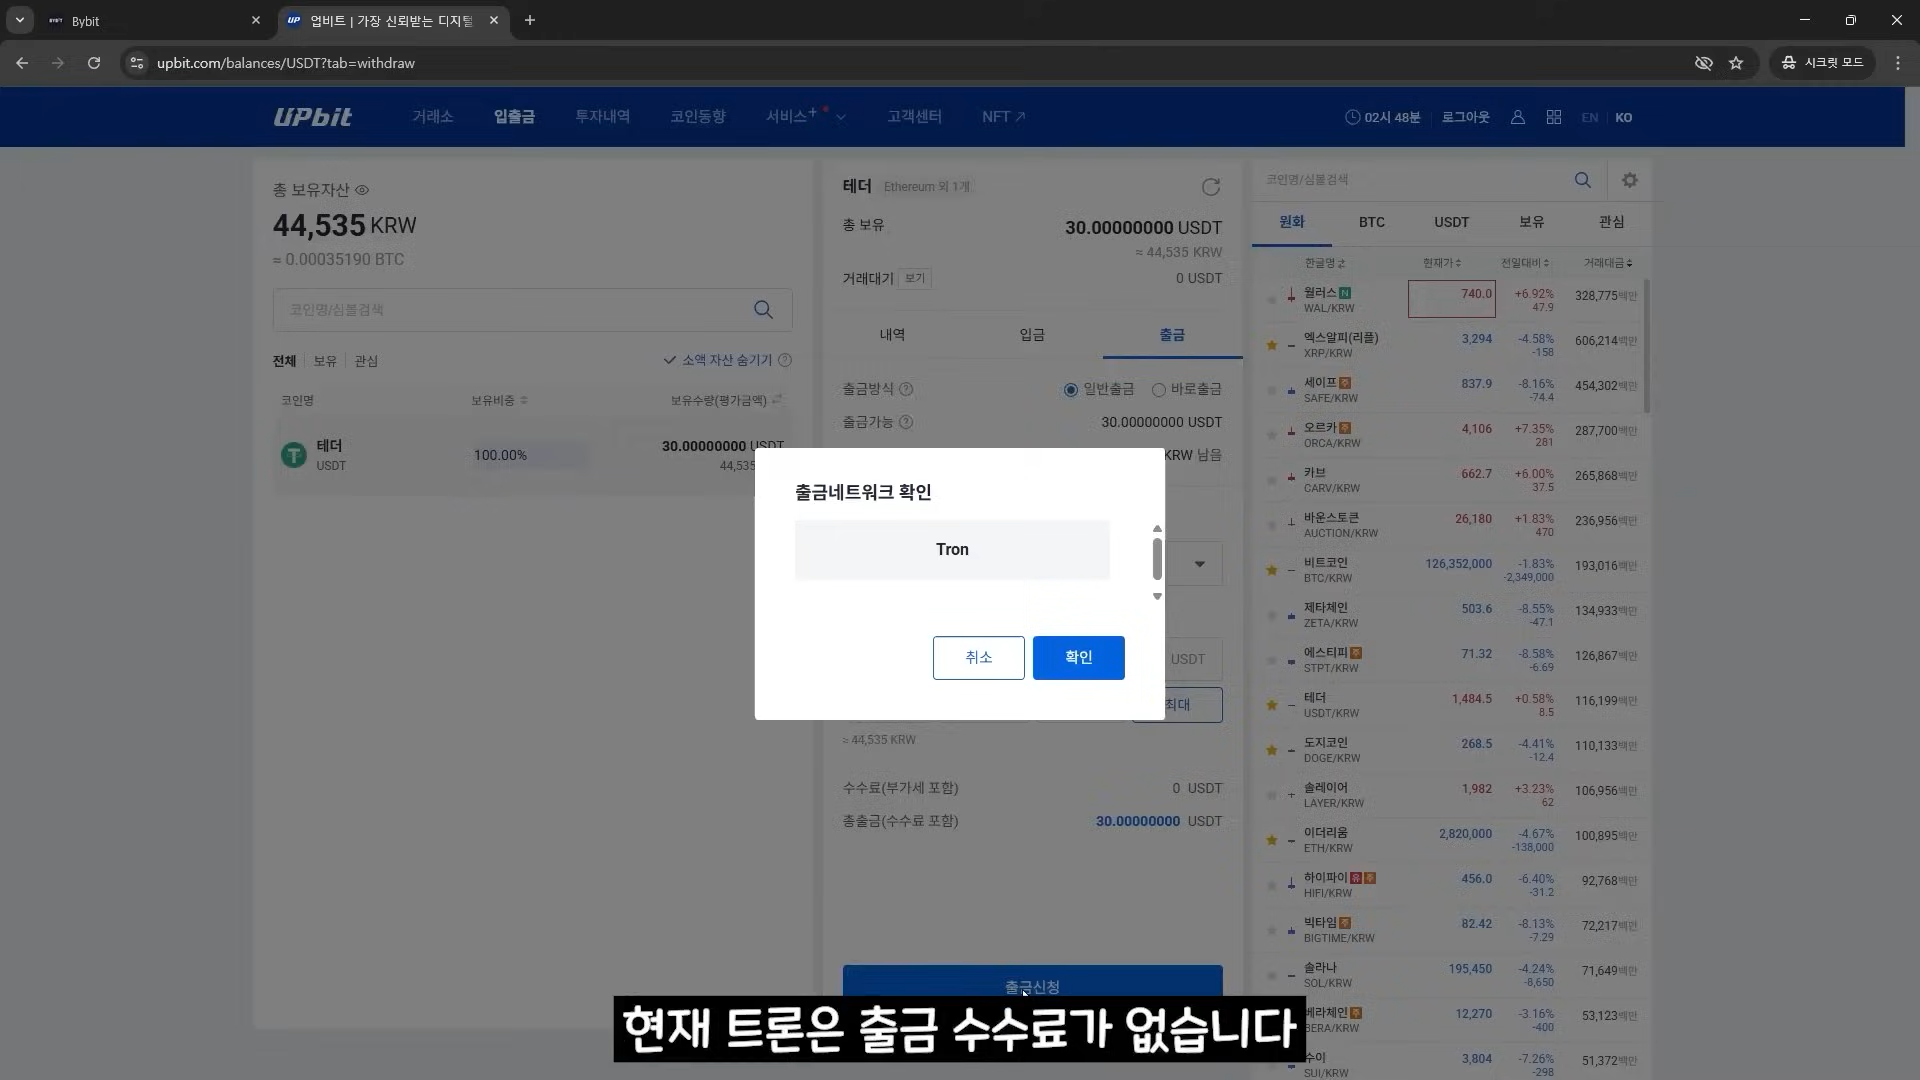 Bybit
업비트 | 가장 신뢰받는 디지털
upbit.com/balances/USDT?tab=withdraw
시크릿 모드
UPbit
거래소
입출금
투자내역
코인동향
서비스+
고객센터
NFT
02시 48분
로그아웃
EN
KO
총 보유자산
44,535 KRW
≈ 0.00035190 BTC
코인명/심볼검색
전체
보유
관심
소액 자산 숨기기
코인명
보유비중
보유수량(평가금액)
테더
USDT
100.00%
30.00000000 USDT
44,535
테더 Ethereum 외 1개
총 보유
30.00000000 USDT
≈ 44,535 KRW
거래대기 보기
0 USDT
내역
입금
출금
출금방식
일반출금
바로출금
출금가능
30.00000000 USDT
KRW 남음
출금네트워크 확인
Tron
취소
확인
USDT
최대
≈ 44,535 KRW
수수료(부가세 포함)
0 USDT
총출금(수수료 포함)
30.00000000 USDT
출금신청
코인명/심볼검색
원화
BTC
USDT
보유
관심
한글명
현재가
전일대비
거래대금
월러스 N 740.0 +6.92% 328,775백만
WAL/KRW 47.9
엑스알피(리플) 3,294 -4.58% 606,214백만
XRP/KRW -158
세이프 주 837.9 -8.16% 454,302백만
SAFE/KRW -74.4
오르카 주 4,106 +7.35% 287,700백만
ORCA/KRW 281
카브 662.7 +6.00% 265,868백만
CARV/KRW 37.5
바운스토큰 26,180 +1.83% 236,956백만
AUCTION/KRW 470
비트코인 126,352,000 -1.83% 193,016백만
BTC/KRW -2,349,000
제타체인 503.6 -8.55% 134,933백만
ZETA/KRW -47.1
에스티피 주 71.32 -8.58% 126,867백만
STPT/KRW -6.69
테더 1,484.5 +0.58% 116,199백만
USDT/KRW 8.5
도지코인 268.5 -4.41% 110,133백만
DOGE/KRW -12.4
솔레이어 1,982 +3.23% 106,956백만
LAYER/KRW 62
이더리움 2,820,000 -4.67% 100,895백만
ETH/KRW -138,000
하이파이 유 주 456.0 -6.40% 92,768백만
HIFI/KRW -31.2
빅타임 주 82.42 -8.13% 72,217백만
BIGTIME/KRW -7.29
솔라나 195,450 -4.24% 71,649백만
SOL/KRW -8,650
베라체인 주 12,270 -3.16% 53,123백만
BERA/KRW -400
수이 3,804 -7.26% 51,372백만
SUI/KRW -298
현재 트론은 출금 수수료가 없습니다